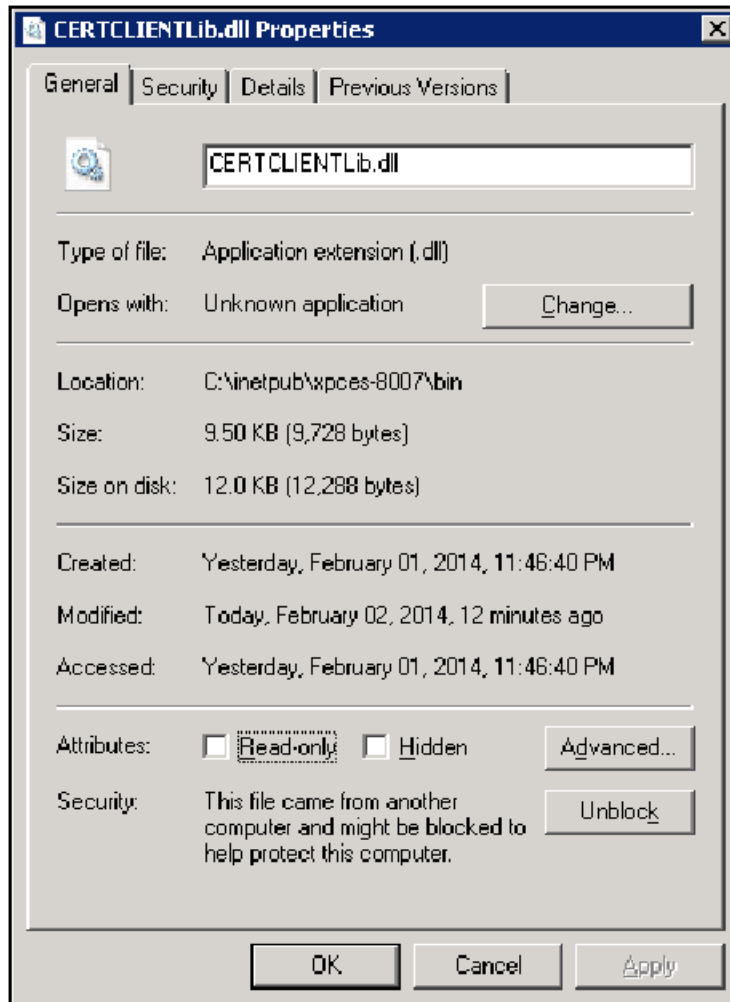 CERTCLIENTLib.dll Properties
General Security Details Previous Versions
CERTCLIENTLib.dll
Type of file: Application extension (.dll)
Opens with: Unknown application Change...
Location: C:\inetpub\xpces-8007\bin
Size: 9.50 KB (9,728 bytes)
Size on disk: 12.0 KB (12,288 bytes)
Created: Yesterday, February 01, 2014, 11:46:40 PM
Modified: Today, February 02, 2014, 12 minutes ago
Accessed: Yesterday, February 01, 2014, 11:46:40 PM
Attributes: Read-only Hidden Advanced...
Security: This file came from another Unblock
computer and might be blocked to
help protect this computer.
OK Cancel Apply